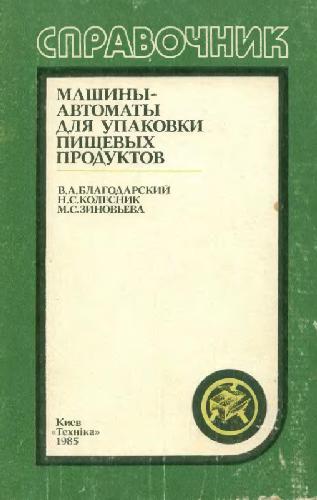 СПРАВОЧНИК
МАШИНЫ-
АВТОМАТЫ
ДЛЯ УПАКОВКИ
ПИЩЕВЫХ
ПРОДУКТОВ
В.А.БЛАГОДАРСКИЙ
Н.С.КОЛЕСНИК
М.С.ЗИНОВЬЕВА
Киев
«Техніка»
1985